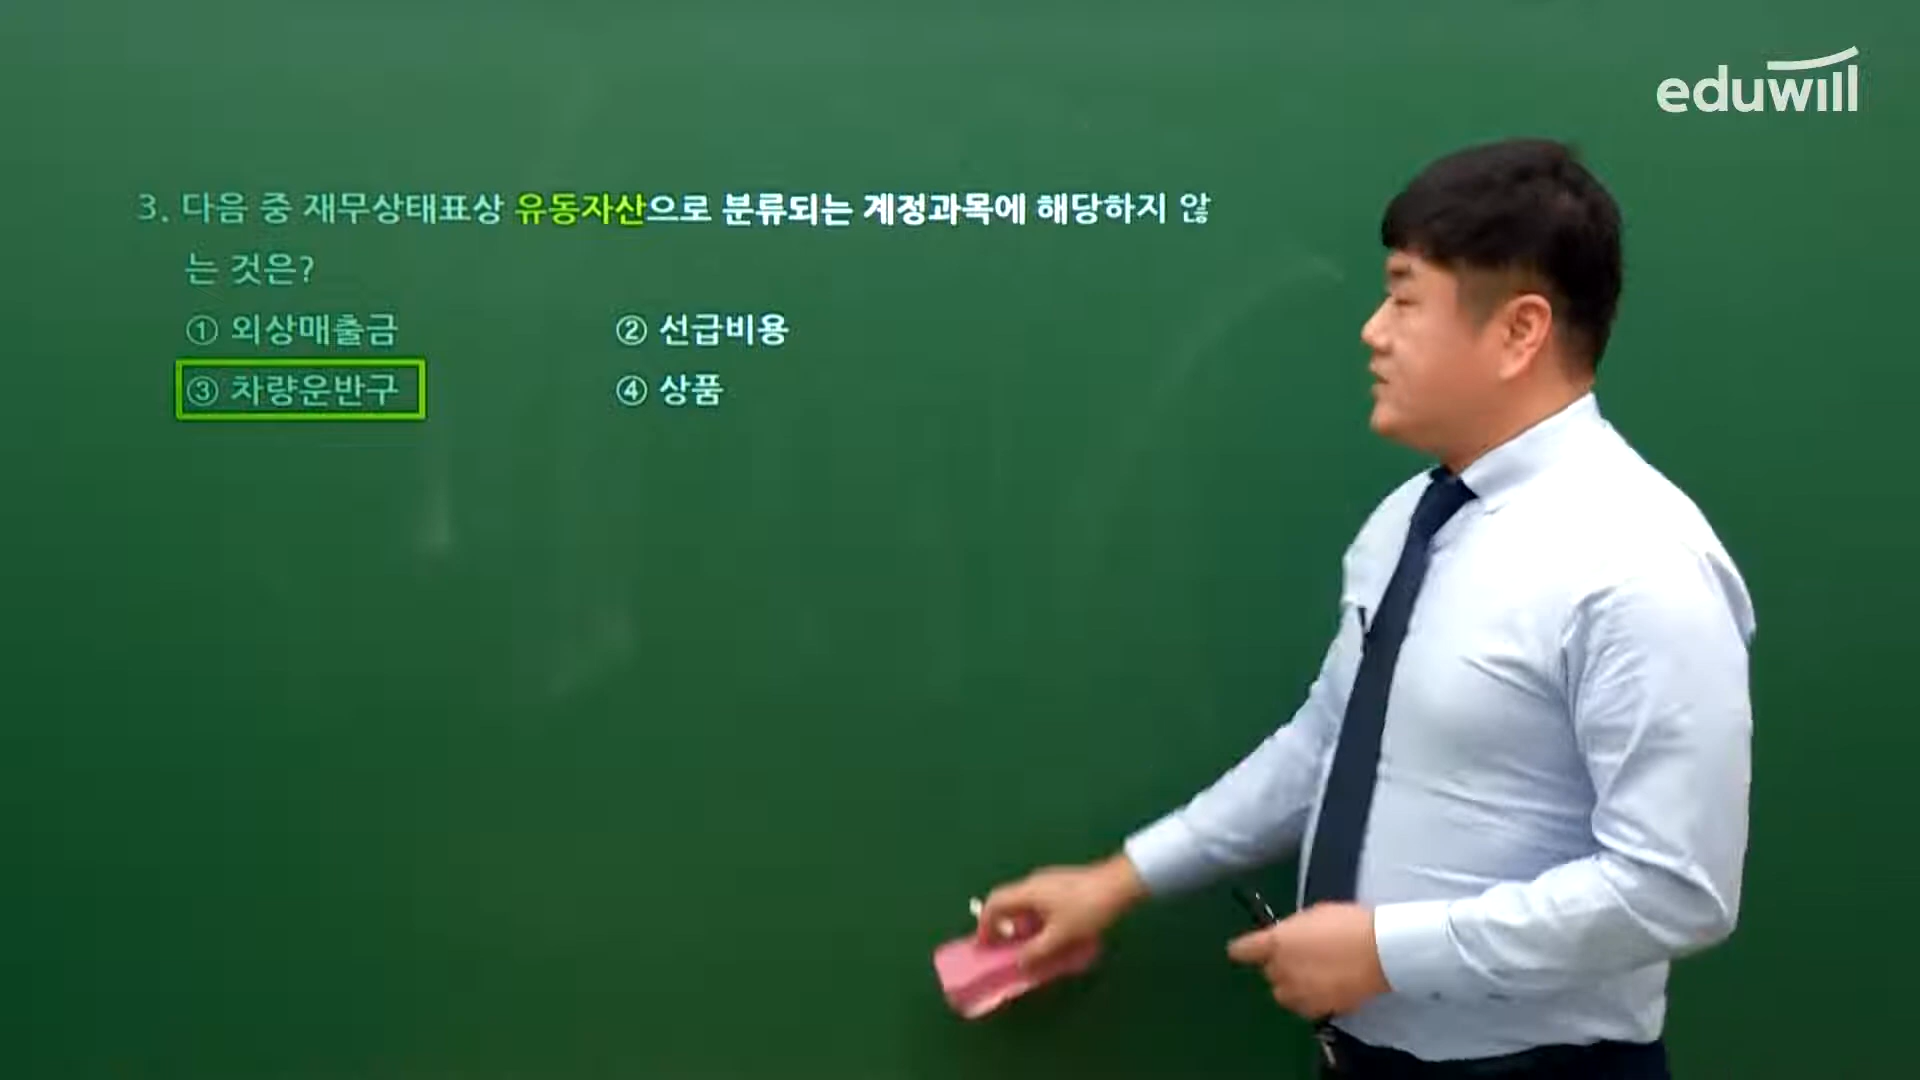 eduwill
3. 다음 중 재무상태표상 유동자산으로 분류되는 계정과목에 해당하지 않
는 것은?
① 외상매출금 ② 선급비용
③ 차량운반구 ④ 상품